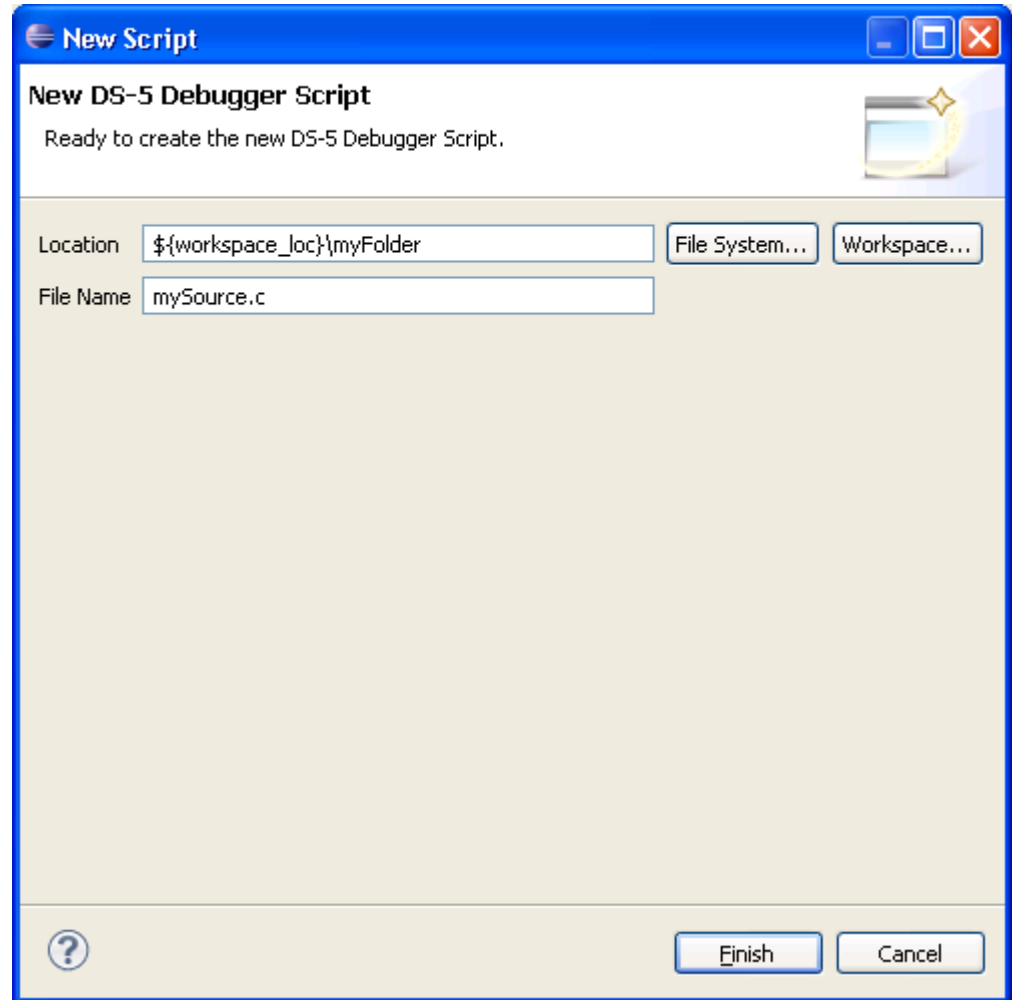 New Script
New DS-5 Debugger Script
Ready to create the new DS-5 Debugger Script.
Location ${workspace_loc}\myFolder File System... Workspace...
File Name mySource.c
? Finish Cancel